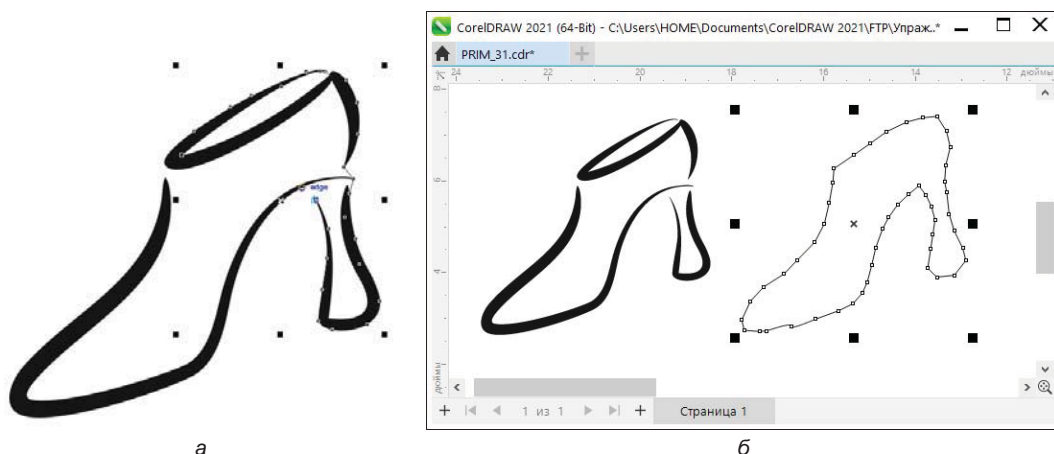 CorelDRAW 2021 (64-Bit) - C:\Users\HOME\Documents\CorelDRAW 2021\FTP\Упраж..*
PRIM_31.cdr*
24 22 20 18 16 14 12 дюймы
8
6
edge
4
дюймы
1 из 1 Страница 1
а б